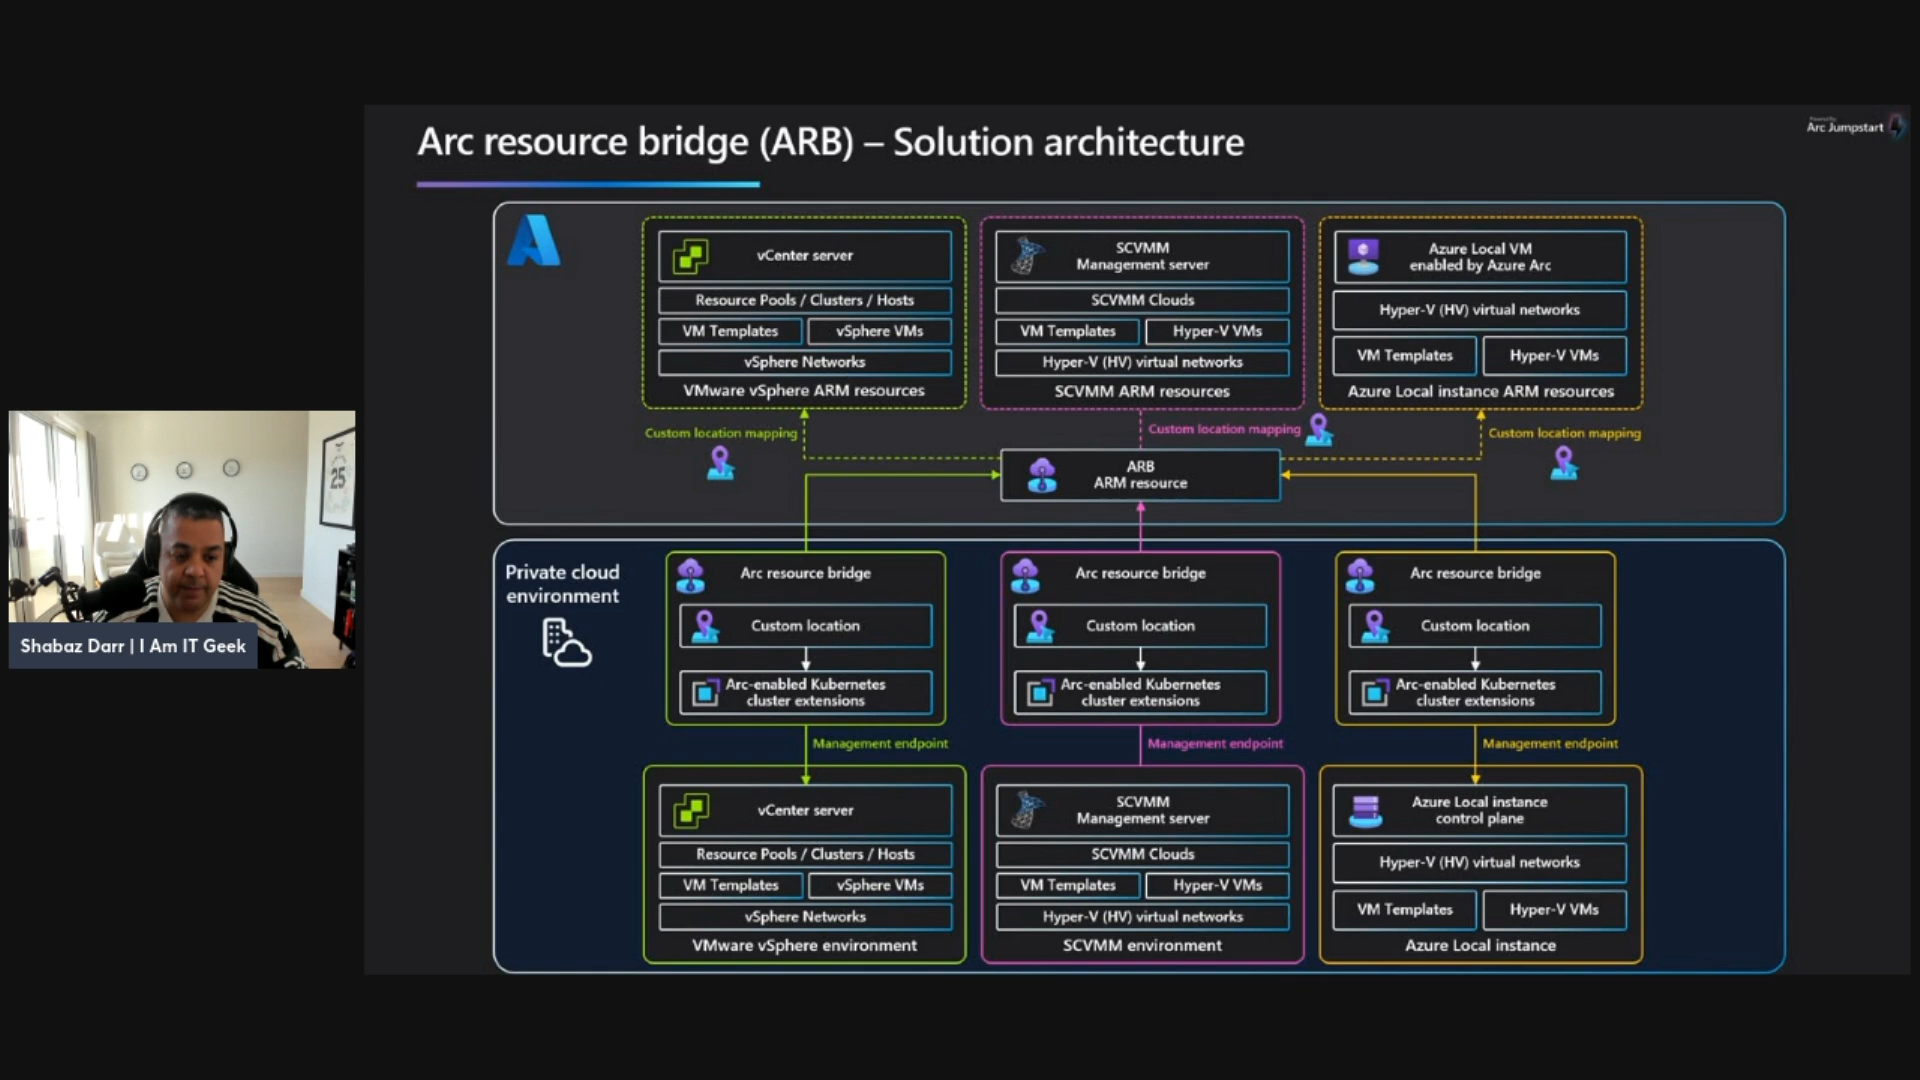 Arc resource bridge (ARB) – Solution architecture
Powered by
Arc Jumpstart
vCenter server
Resource Pools / Clusters / Hosts
VM Templates
vSphere VMs
vSphere Networks
VMware vSphere ARM resources
SCVMM
Management server
SCVMM Clouds
VM Templates
Hyper-V VMs
Hyper-V (HV) virtual networks
SCVMM ARM resources
Azure Local VM
enabled by Azure Arc
Hyper-V (HV) virtual networks
VM Templates
Hyper-V VMs
Azure Local instance ARM resources
Custom location mapping
Custom location mapping
Custom location mapping
ARB
ARM resource
Private cloud
environment
Arc resource bridge
Custom location
Arc-enabled Kubernetes
cluster extensions
Management endpoint
Arc resource bridge
Custom location
Arc-enabled Kubernetes
cluster extensions
Management endpoint
Arc resource bridge
Custom location
Arc-enabled Kubernetes
cluster extensions
Management endpoint
vCenter server
Resource Pools / Clusters / Hosts
VM Templates
vSphere VMs
vSphere Networks
VMware vSphere environment
SCVMM
Management server
SCVMM Clouds
VM Templates
Hyper-V VMs
Hyper-V (HV) virtual networks
SCVMM environment
Azure Local instance
control plane
Hyper-V (HV) virtual networks
VM Templates
Hyper-V VMs
Azure Local instance
25
Shabaz Darr | I Am IT Geek